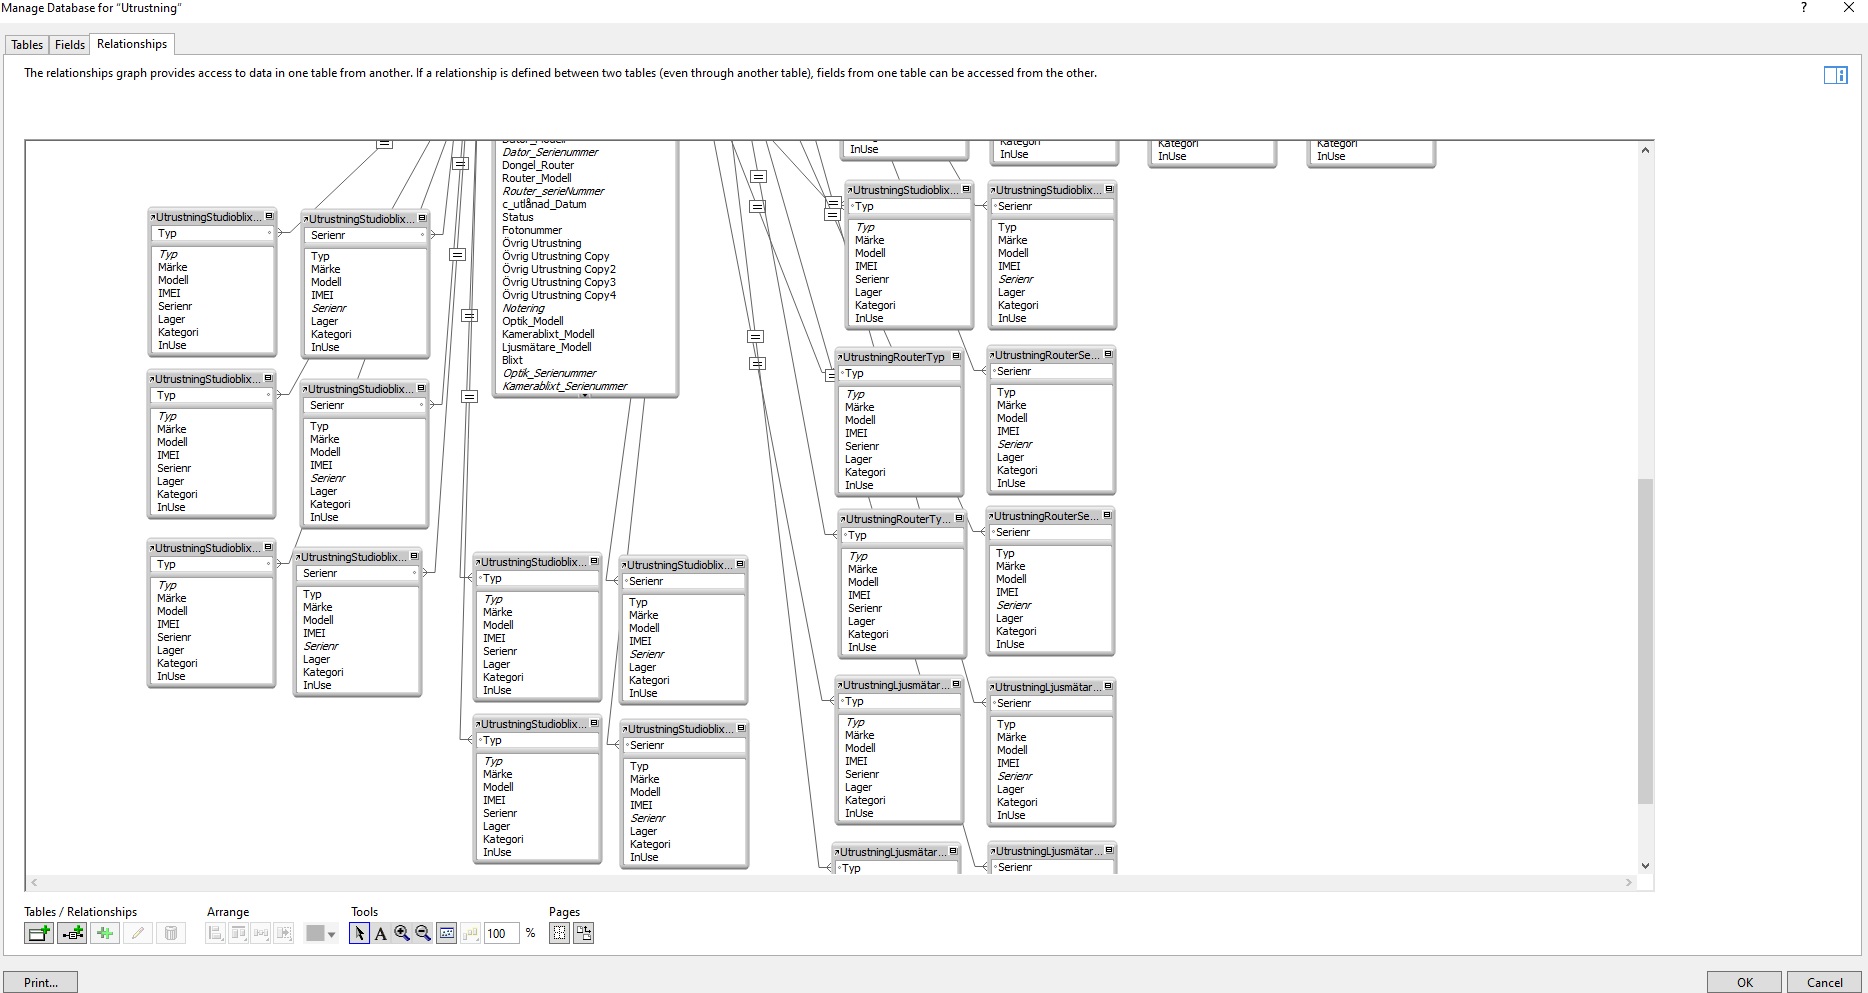 Manage Database for “Utrustning”
?
Tables
Fields
Relationships
The relationships graph provides access to data in one table from another. If a relationship is defined between two tables (even through another table), fields from one table can be accessed from the other.
Dator_Modell
Dator_Serienummer
Dongel_Router
Router_Modell
Router_serieNummer
c_utlånad_Datum
Status
Fotonummer
Övrig Utrustning
Övrig Utrustning Copy
Övrig Utrustning Copy2
Övrig Utrustning Copy3
Övrig Utrustning Copy4
Notering
Optik_Modell
Kamerablixt_Modell
Ljusmätare_Modell
Blixt
Optik_Serienummer
Kamerablixt_Serienummer
InUse
Kategori
InUse
Kategori
InUse
Kategori
InUse
UtrustningStudioblix...
Typ
Typ
Märke
Modell
IMEI
Serienr
Lager
Kategori
InUse
UtrustningStudioblix...
Serienr
Typ
Märke
Modell
IMEI
Serienr
Lager
Kategori
InUse
UtrustningStudioblix...
Typ
Typ
Märke
Modell
IMEI
Serienr
Lager
Kategori
InUse
UtrustningStudioblix...
Serienr
Typ
Märke
Modell
IMEI
Serienr
Lager
Kategori
InUse
UtrustningStudioblix...
Typ
Typ
Märke
Modell
IMEI
Serienr
Lager
Kategori
InUse
UtrustningStudioblix...
Serienr
Typ
Märke
Modell
IMEI
Serienr
Lager
Kategori
InUse
UtrustningStudioblix...
Typ
Typ
Märke
Modell
IMEI
Serienr
Lager
Kategori
InUse
UtrustningStudioblix...
Serienr
Typ
Märke
Modell
IMEI
Serienr
Lager
Kategori
InUse
UtrustningStudioblix...
Typ
Typ
Märke
Modell
IMEI
Serienr
Lager
Kategori
InUse
UtrustningStudioblix...
Serienr
Typ
Märke
Modell
IMEI
Serienr
Lager
Kategori
InUse
UtrustningStudioblix...
Typ
Typ
Märke
Modell
IMEI
Serienr
Lager
Kategori
InUse
UtrustningStudioblix...
Serienr
Typ
Märke
Modell
IMEI
Serienr
Lager
Kategori
InUse
UtrustningRouterTyp
Typ
Typ
Märke
Modell
IMEI
Serienr
Lager
Kategori
InUse
UtrustningRouterSe...
Serienr
Typ
Märke
Modell
IMEI
Serienr
Lager
Kategori
InUse
UtrustningRouterTy...
Typ
Typ
Märke
Modell
IMEI
Serienr
Lager
Kategori
InUse
UtrustningRouterSe...
Serienr
Typ
Märke
Modell
IMEI
Serienr
Lager
Kategori
InUse
UtrustningLjusmätar...
Typ
Typ
Märke
Modell
IMEI
Serienr
Lager
Kategori
InUse
UtrustningLjusmätar...
Serienr
Typ
Märke
Modell
IMEI
Serienr
Lager
Kategori
InUse
UtrustningLjusmätar...
Typ
UtrustningLjusmätar...
Serienr
Tables / Relationships
Arrange
Tools
Pages
A
100 %
Print...
OK
Cancel